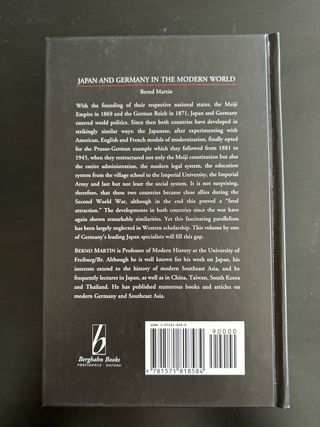 JAPAN AND GERMANY IN THE MODERN WORLD
Bernd Martin
With the founding of their respective national states, the Meiji
Empire in 1869 and the German Reich in 1871, Japan and Germany
entered world politics. Since then both countries have developed in
strikingly similar ways: the Japanese, after experimenting with
American, English and French models of modernisation, finally opted
for the Prusso-German example which they followed from 1881 to
1945, when they restructured not only the Meiji constitution but also
the entire administration, the modern legal system, the education
system from the village school to the Imperial University, the Imperial
Army and last but not least the social system. It is not surprising,
therefore, that these two countries became close allies during the
Second World War, although in the end this proved a "fatal
attraction." The developments in both countries since the war have
again shown remarkable similarities. Yet this fascinating parallelism
has been largely neglected in Western scholarship. This volume by one
of Germany's leading Japan specialists will fill this gap.
BERND MARTIN is Professor of Modern History at the University of
Freiburg/Br. Although he is well known for his work on Japan, his
interests extend to the history of modern Southeast Asia, and he
frequently lectures in Japan, as well as in China, Taiwan, South Korea
and Thailand. He has published numerous books and articles on
modern Germany and Southeast Asia.
b
Berghahn Books
PROVIDENCE · OXFORD
ISBN 1-57181-858-8
90000
9 781571 818584